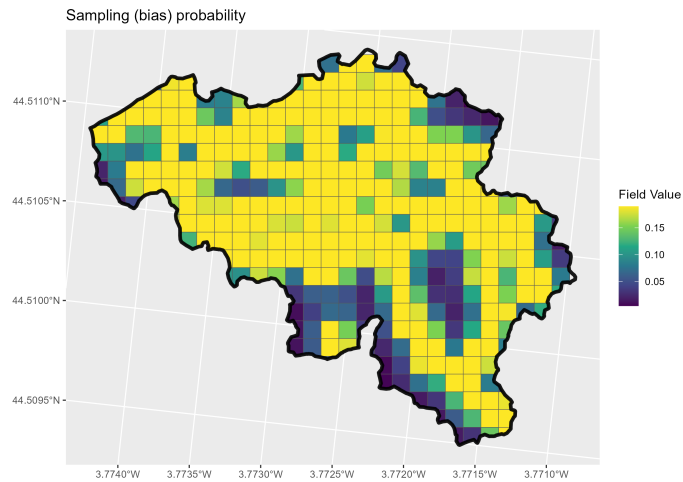 Sampling (bias) probability
44.5110°N
44.5105°N
44.5100°N
44.5095°N
3.7740°W
3.7735°W
3.7730°W
3.7725°W
3.7720°W
3.7715°W
3.7710°W
Field Value
0.15
0.10
0.05